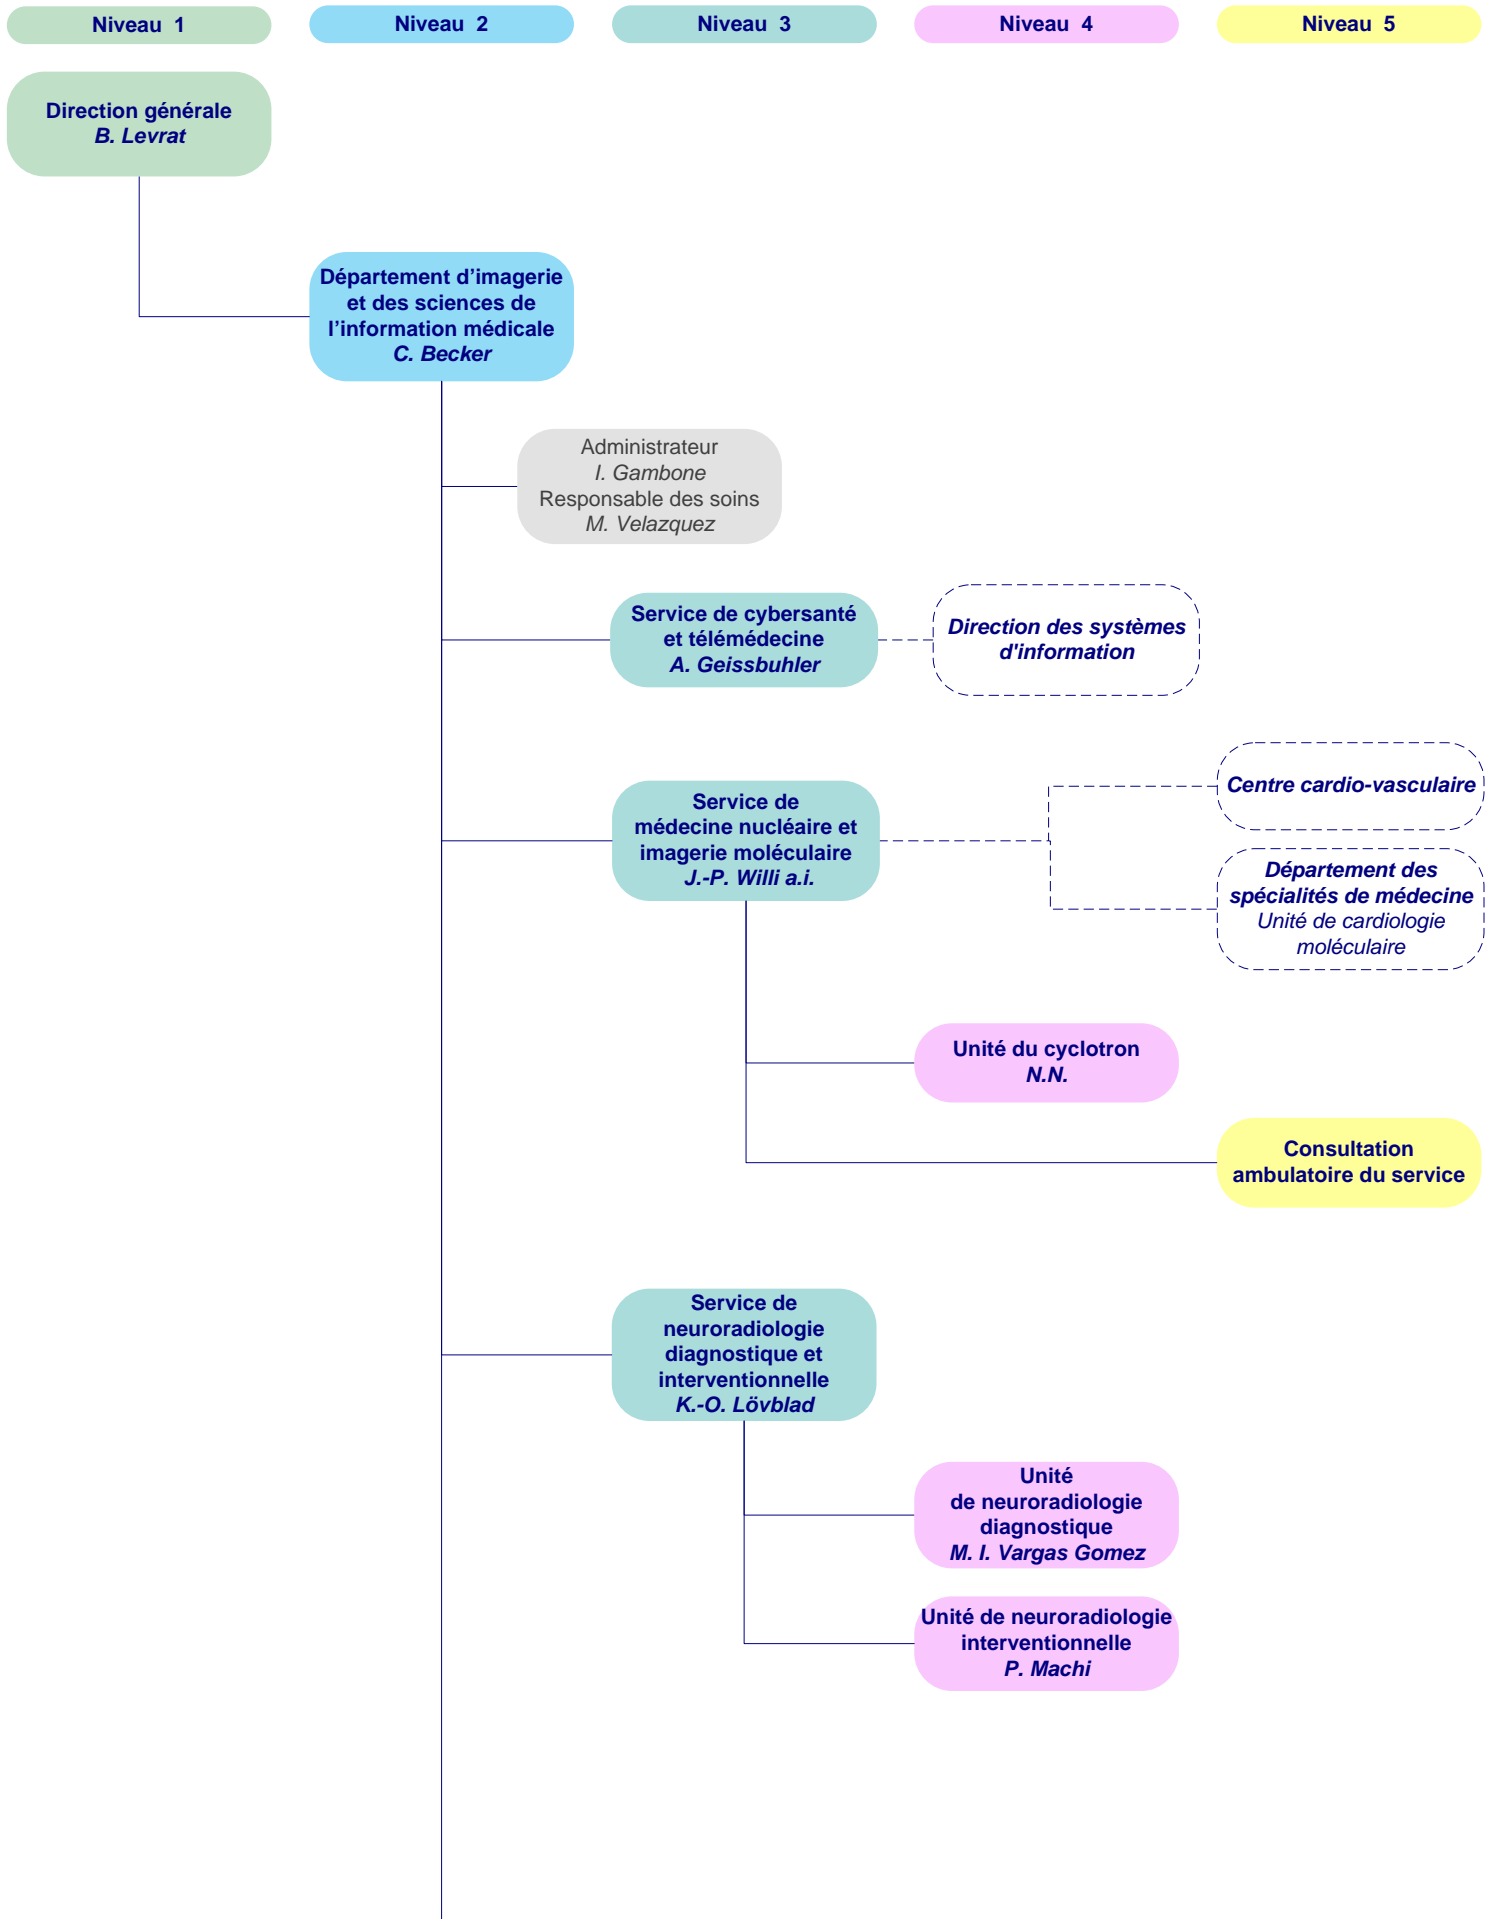 Niveau 1
Niveau 2
Niveau 3
Niveau 4
Niveau 5
Direction générale
B. Levrat
Département d’imagerie
et des sciences de
l’information médicale
C. Becker
Administrateur
I. Gambone
Responsable des soins
M. Velazquez
Service de cybersanté
et télémédecine
A. Geissbuhler
Direction des systèmes
d'information
Service de
médecine nucléaire et
imagerie moléculaire
J.-P. Willi a.i.
Centre cardio-vasculaire
Département des
spécialités de médecine
Unité de cardiologie
moléculaire
Unité du cyclotron
N.N.
Consultation
ambulatoire du service
Service de
neuroradiologie
diagnostique et
interventionnelle
K.-O. Lövblad
Unité
de neuroradiologie
diagnostique
M. I. Vargas Gomez
Unité de neuroradiologie
interventionnelle
P. Machi